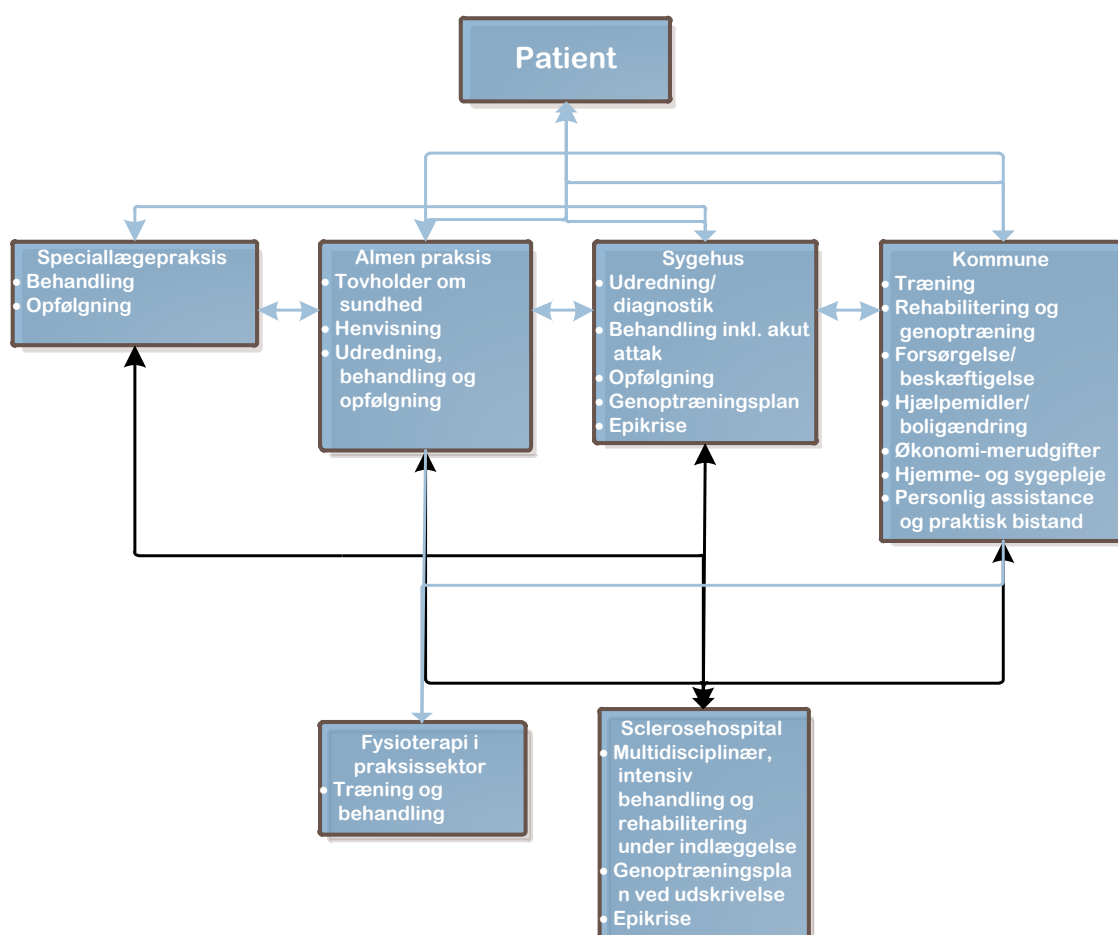 Patient
Speciallægepraksis
• Behandling
• Opfølgning
Almen praksis
• Tovholder om
sundhed
• Henvisning
• Udredning,
behandling og
opfølgning
Sygehus
• Udredning/
diagnostik
• Behandling inkl. akut
attak
• Opfølgning
• Genoptræningsplan
• Epikrise
Kommune
• Træning
• Rehabilitering og
genoptræning
• Forsørgelse/
beskæftigelse
• Hjælpemidler/
boligændring
• Økonomi-merudgifter
• Hjemme- og sygepleje
• Personlig assistance
og praktisk bistand
Fysioterapi i
praksissektor
• Træning og
behandling
Sclerosehospital
• Multidisciplinær,
intensiv
behandling og
rehabilitering
under indlæggelse
• Genoptræningspla
n ved udskrivelse
• Epikrise